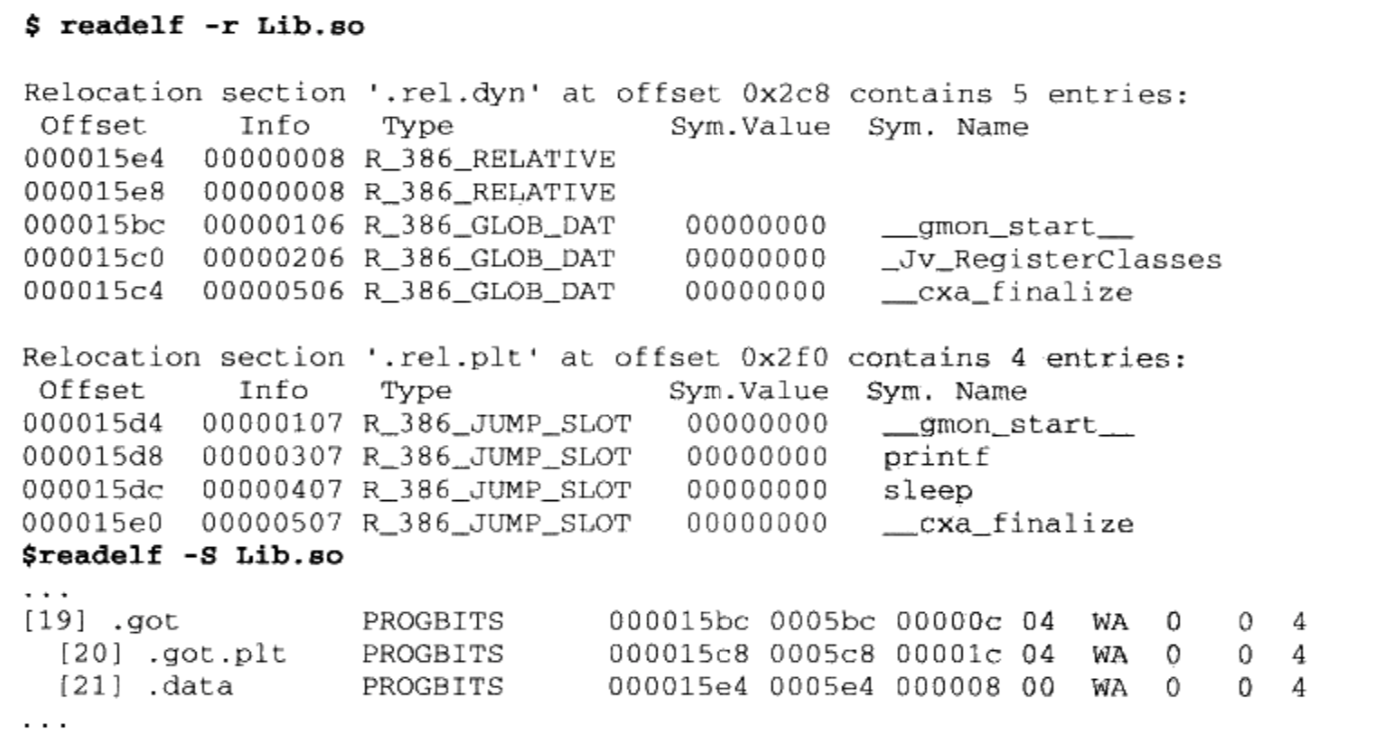 $ readelf -r Lib.so
Relocation section '.rel.dyn' at offset 0x2c8 contains 5 entries:
Offset Info Type Sym.Value Sym. Name
000015e4 00000008 R_386_RELATIVE
000015e8 00000008 R_386_RELATIVE
000015bc 00000106 R_386_GLOB_DAT 00000000 __gmon_start__
000015c0 00000206 R_386_GLOB_DAT 00000000 _Jv_RegisterClasses
000015c4 00000506 R_386_GLOB_DAT 00000000 __cxa_finalize
Relocation section '.rel.plt' at offset 0x2f0 contains 4 entries:
Offset Info Type Sym.Value Sym. Name
000015d4 00000107 R_386_JUMP_SLOT 00000000 __gmon_start__
000015d8 00000307 R_386_JUMP_SLOT 00000000 printf
000015dc 00000407 R_386_JUMP_SLOT 00000000 sleep
000015e0 00000507 R_386_JUMP_SLOT 00000000 __cxa_finalize
$readelf -S Lib.so
...
[19] .got PROGBITS 000015bc 0005bc 00000c 04 WA 0 0 4
[20] .got.plt PROGBITS 000015c8 0005c8 00001c 04 WA 0 0 4
[21] .data PROGBITS 000015e4 0005e4 000008 00 WA 0 0 4
...